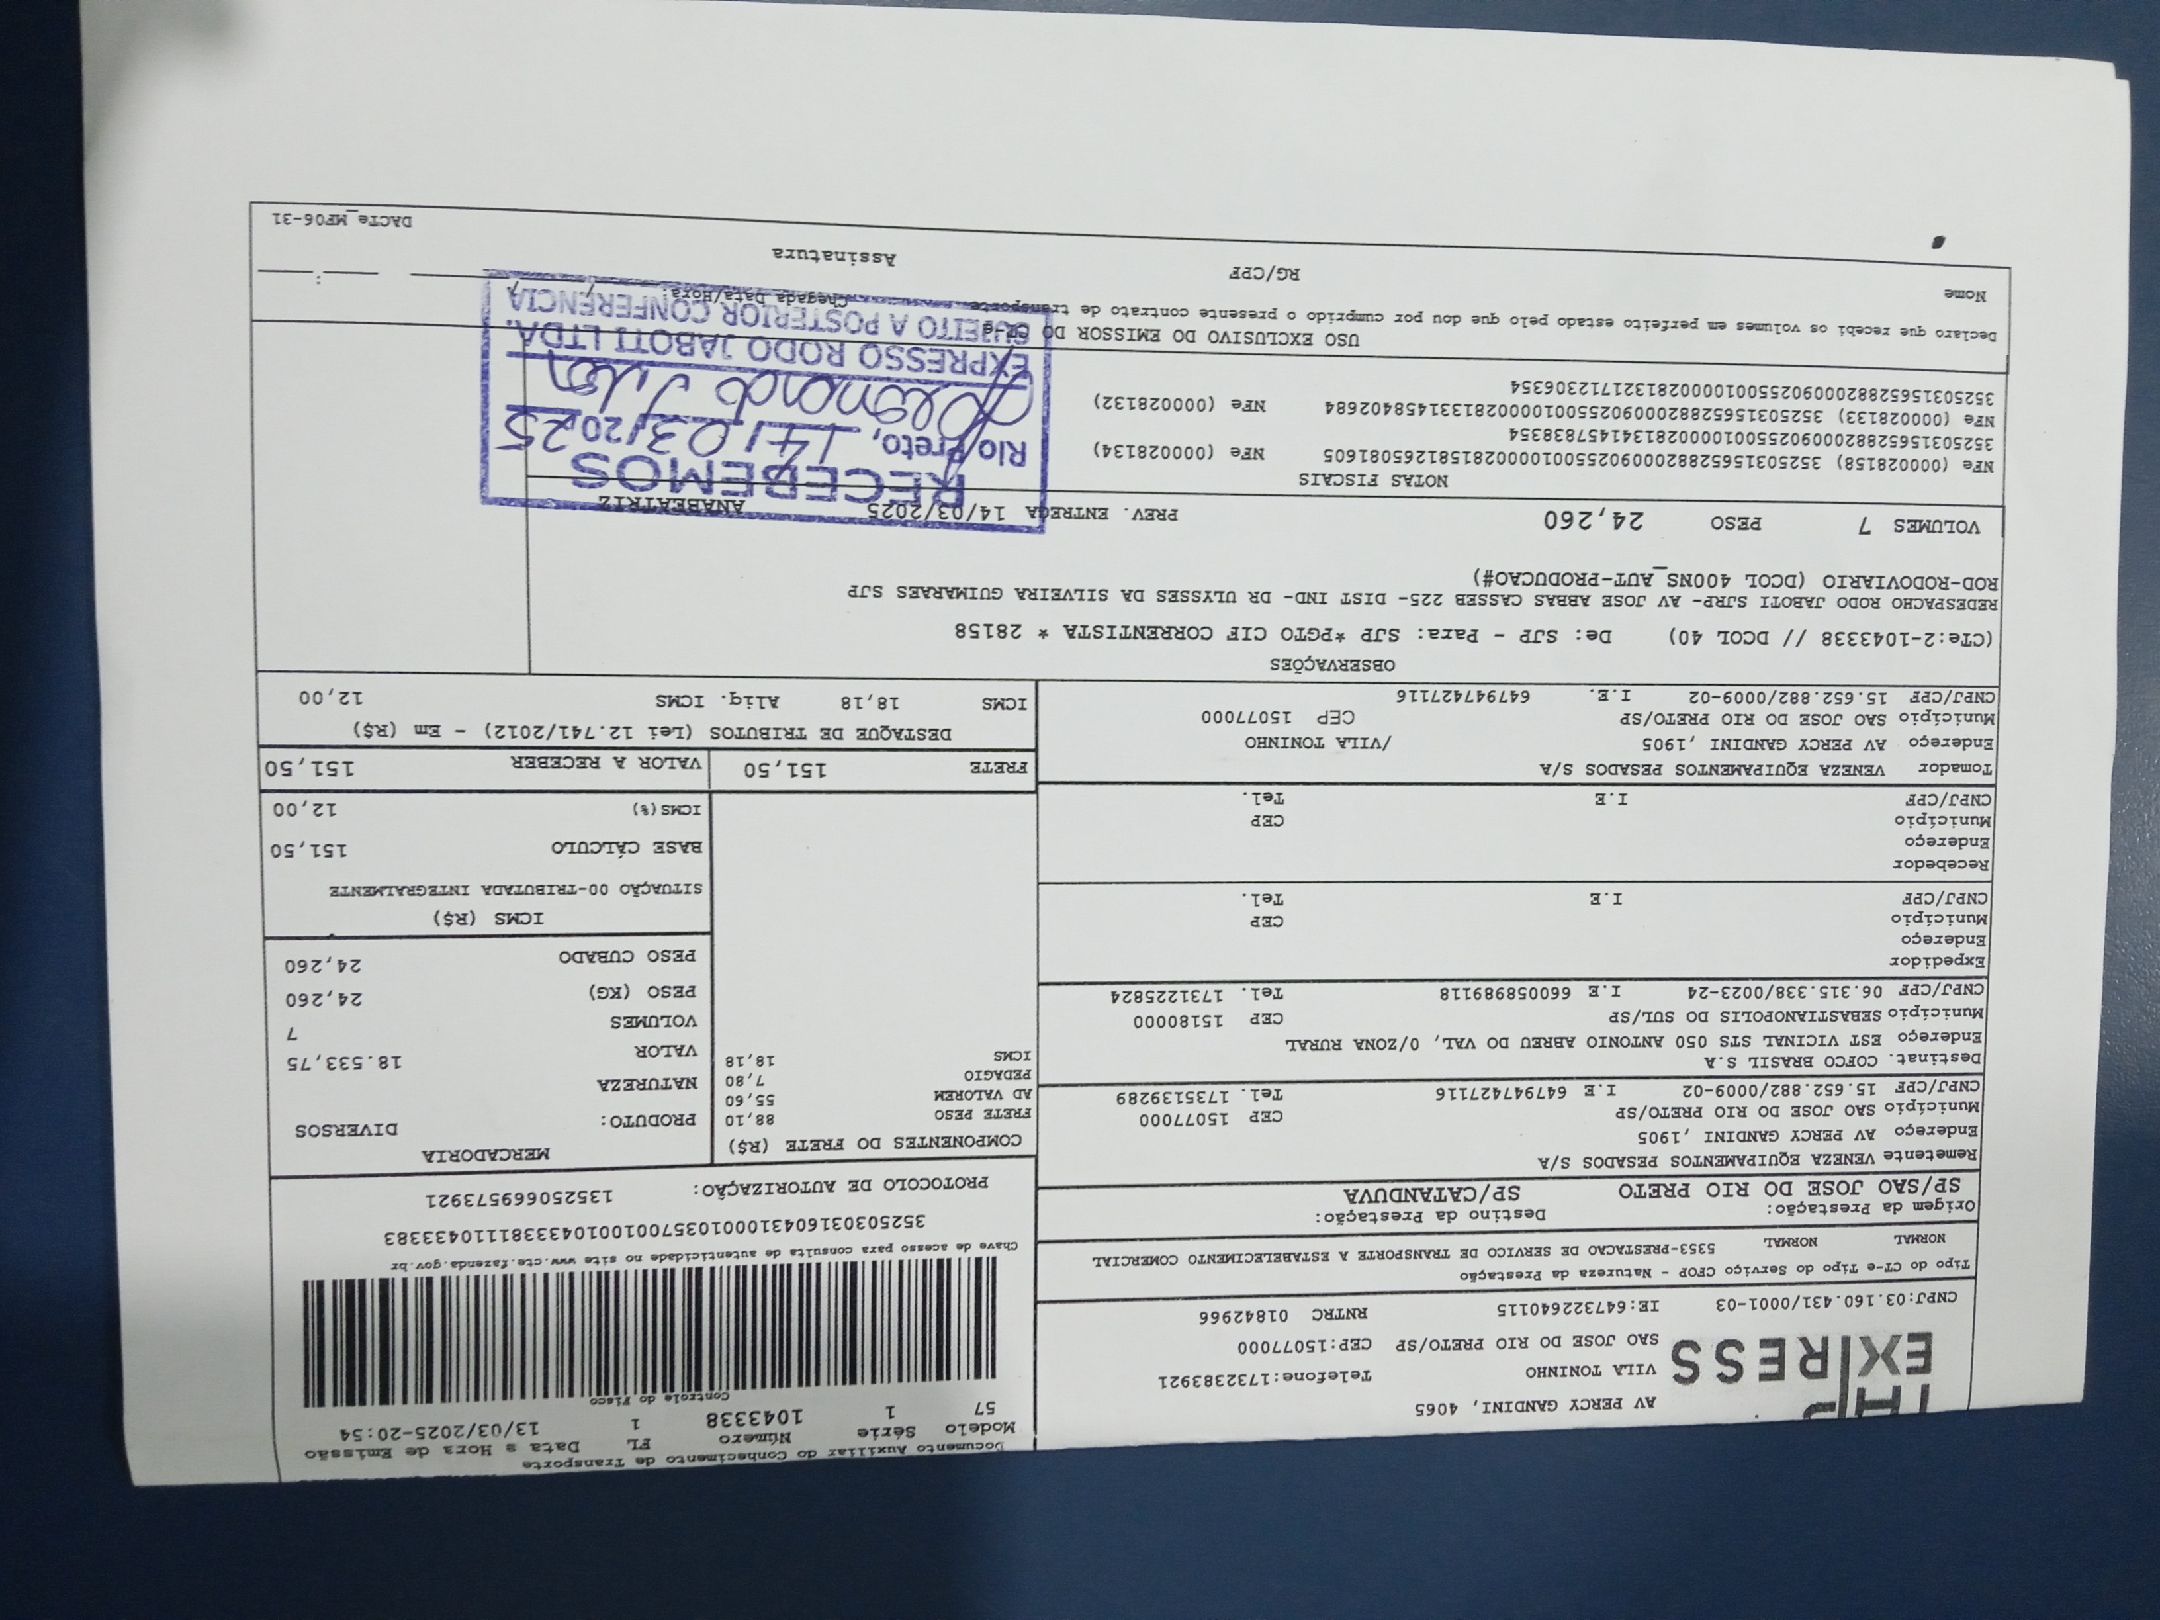 EXPRESS
AV PERCY GANDINI, 4065
VILA TONINHO Telefone:1732383921
SAO JOSE DO RIO PRETO/SP CEP:15077000
CNPJ:03.160.431/0001-03 IE:647322640115 RNTRC 01842966
Documento Auxiliar do Conhecimento de Transporte
Modelo Série Número FL Data e Hora de Emissão
57 1 1043338 1 13/03/2025-20:54
Controle do Fisco
Chave de acesso para consulta de autenticidade no site www.cte.fazenda.gov.br
35250303160431000103570010010433381110433383
PROTOCOLO DE AUTORIZAÇÃO: 135250669573921
Tipo do CT-e Tipo do Serviço CFOP - Natureza da Prestação
NORMAL NORMAL 5353-PRESTACAO DE SERVICO DE TRANSPORTE A ESTABELECIMENTO COMERCIAL
Origem da Prestação: Destino da Prestação:
SP/SAO JOSE DO RIO PRETO SP/CATANDUVA
Remetente VENEZA EQUIPAMENTOS PESADOS S/A
Endereço AV PERCY GANDINI ,1905
Município SAO JOSE DO RIO PRETO/SP CEP 15077000
CNPJ/CPF 15.652.882/0009-02 I.E 647947427116 Tel. 1735139289
Destinat. COFCO BRASIL S.A
Endereço EST VICINAL STS 050 ANTONIO ABREU DO VAL, 0/ZONA RURAL
Município SEBASTIANOPOLIS DO SUL/SP CEP 15180000
CNPJ/CPF 06.315.338/0023-24 I.E 660058989118 Tel. 1731225824
Expedidor
Endereço
Município CEP
CNPJ/CPF I.E Tel.
Recebedor
Endereço
Município CEP
CNPJ/CPF I.E Tel.
Tomador VENEZA EQUIPAMENTOS PESADOS S/A
Endereço AV PERCY GANDINI ,1905 /VILA TONINHO
Município SAO JOSE DO RIO PRETO/SP CEP 15077000
CNPJ/CPF 15.652.882/0009-02 I.E. 647947427116
COMPONENTES DO FRETE (R$)
FRETE PESO 88,10
AD VALOREM 55,60
PEDAGIO 7,80
ICMS 18,18
MERCADORIA
PRODUTO: DIVERSOS
NATUREZA
VALOR 18.533,75
VOLUMES 7
PESO (KG) 24,260
PESO CUBADO 24,260
ICMS (R$)
SITUAÇÃO 00-TRIBUTADA INTEGRALMENTE
BASE CÁLCULO 151,50
ICMS(%) 12,00
FRETE 151,50 VALOR A RECEBER 151,50
DESTAQUE DE TRIBUTOS (Lei 12.741/2012) - Em (R$)
ICMS 18,18 Aliq. ICMS 12,00
OBSERVAÇÕES
(CTe:2-1043338 // DCOL 40) De: SJP - Para: SJP *PGTO CIF CORRENTISTA * 28158
REDESPACHO RODO JABOTI SJRP- AV JOSE ABBAS CASSEB 225- DIST IND- DR ULYSSES DA SILVEIRA GUIMARAES SJP
ROD-RODOVIARIO (DCOL 400NS_AUT-PRODUCAO#)
VOLUMES 7 PESO 24,260 PREV. ENTREGA 14/03/2025 ANABEATRIZ
NOTAS FISCAIS
NFe (000028158) 35250315652882000902550010000281581265081605 NFe (000028134)
35250315652882000902550010000281341457838354
NFe (000028133) 35250315652882000902550010000281331458402684 NFe (000028132)
35250315652882000902550010000281321712306354
RECEBEMOS
Rio Preto, 14/03/2025
EXPRESSO RODO JABOTI LTDA.
SUJEITO A POSTERIOR CONFERÊNCIA
USO EXCLUSIVO DO EMISSOR DO CT-e
Declaro que recebi os volumes em perfeito estado pelo que dou por cumprido o presente contrato de transporte Chegada Data/Hora: / / :
Nome RG/CPF Assinatura
DACTe_MF06-31